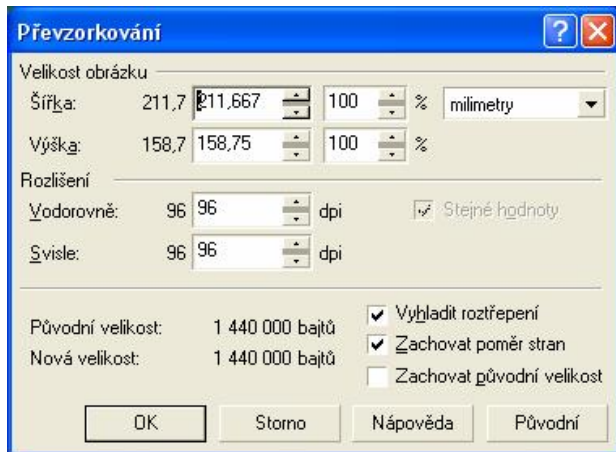 Převzorkování
Velikost obrázku
Šířka: 211,7 211,667 100 % milimetry
Výška: 158,7 158,75 100 %
Rozlišení
Vodorovně: 96 96 dpi Stejné hodnoty
Svisle: 96 96 dpi
Vyhladit roztřepení
Původní velikost: 1 440 000 bajtů
Zachovat poměr stran
Nová velikost: 1 440 000 bajtů
Zachovat původní velikost
OK Storno Nápověda Původní